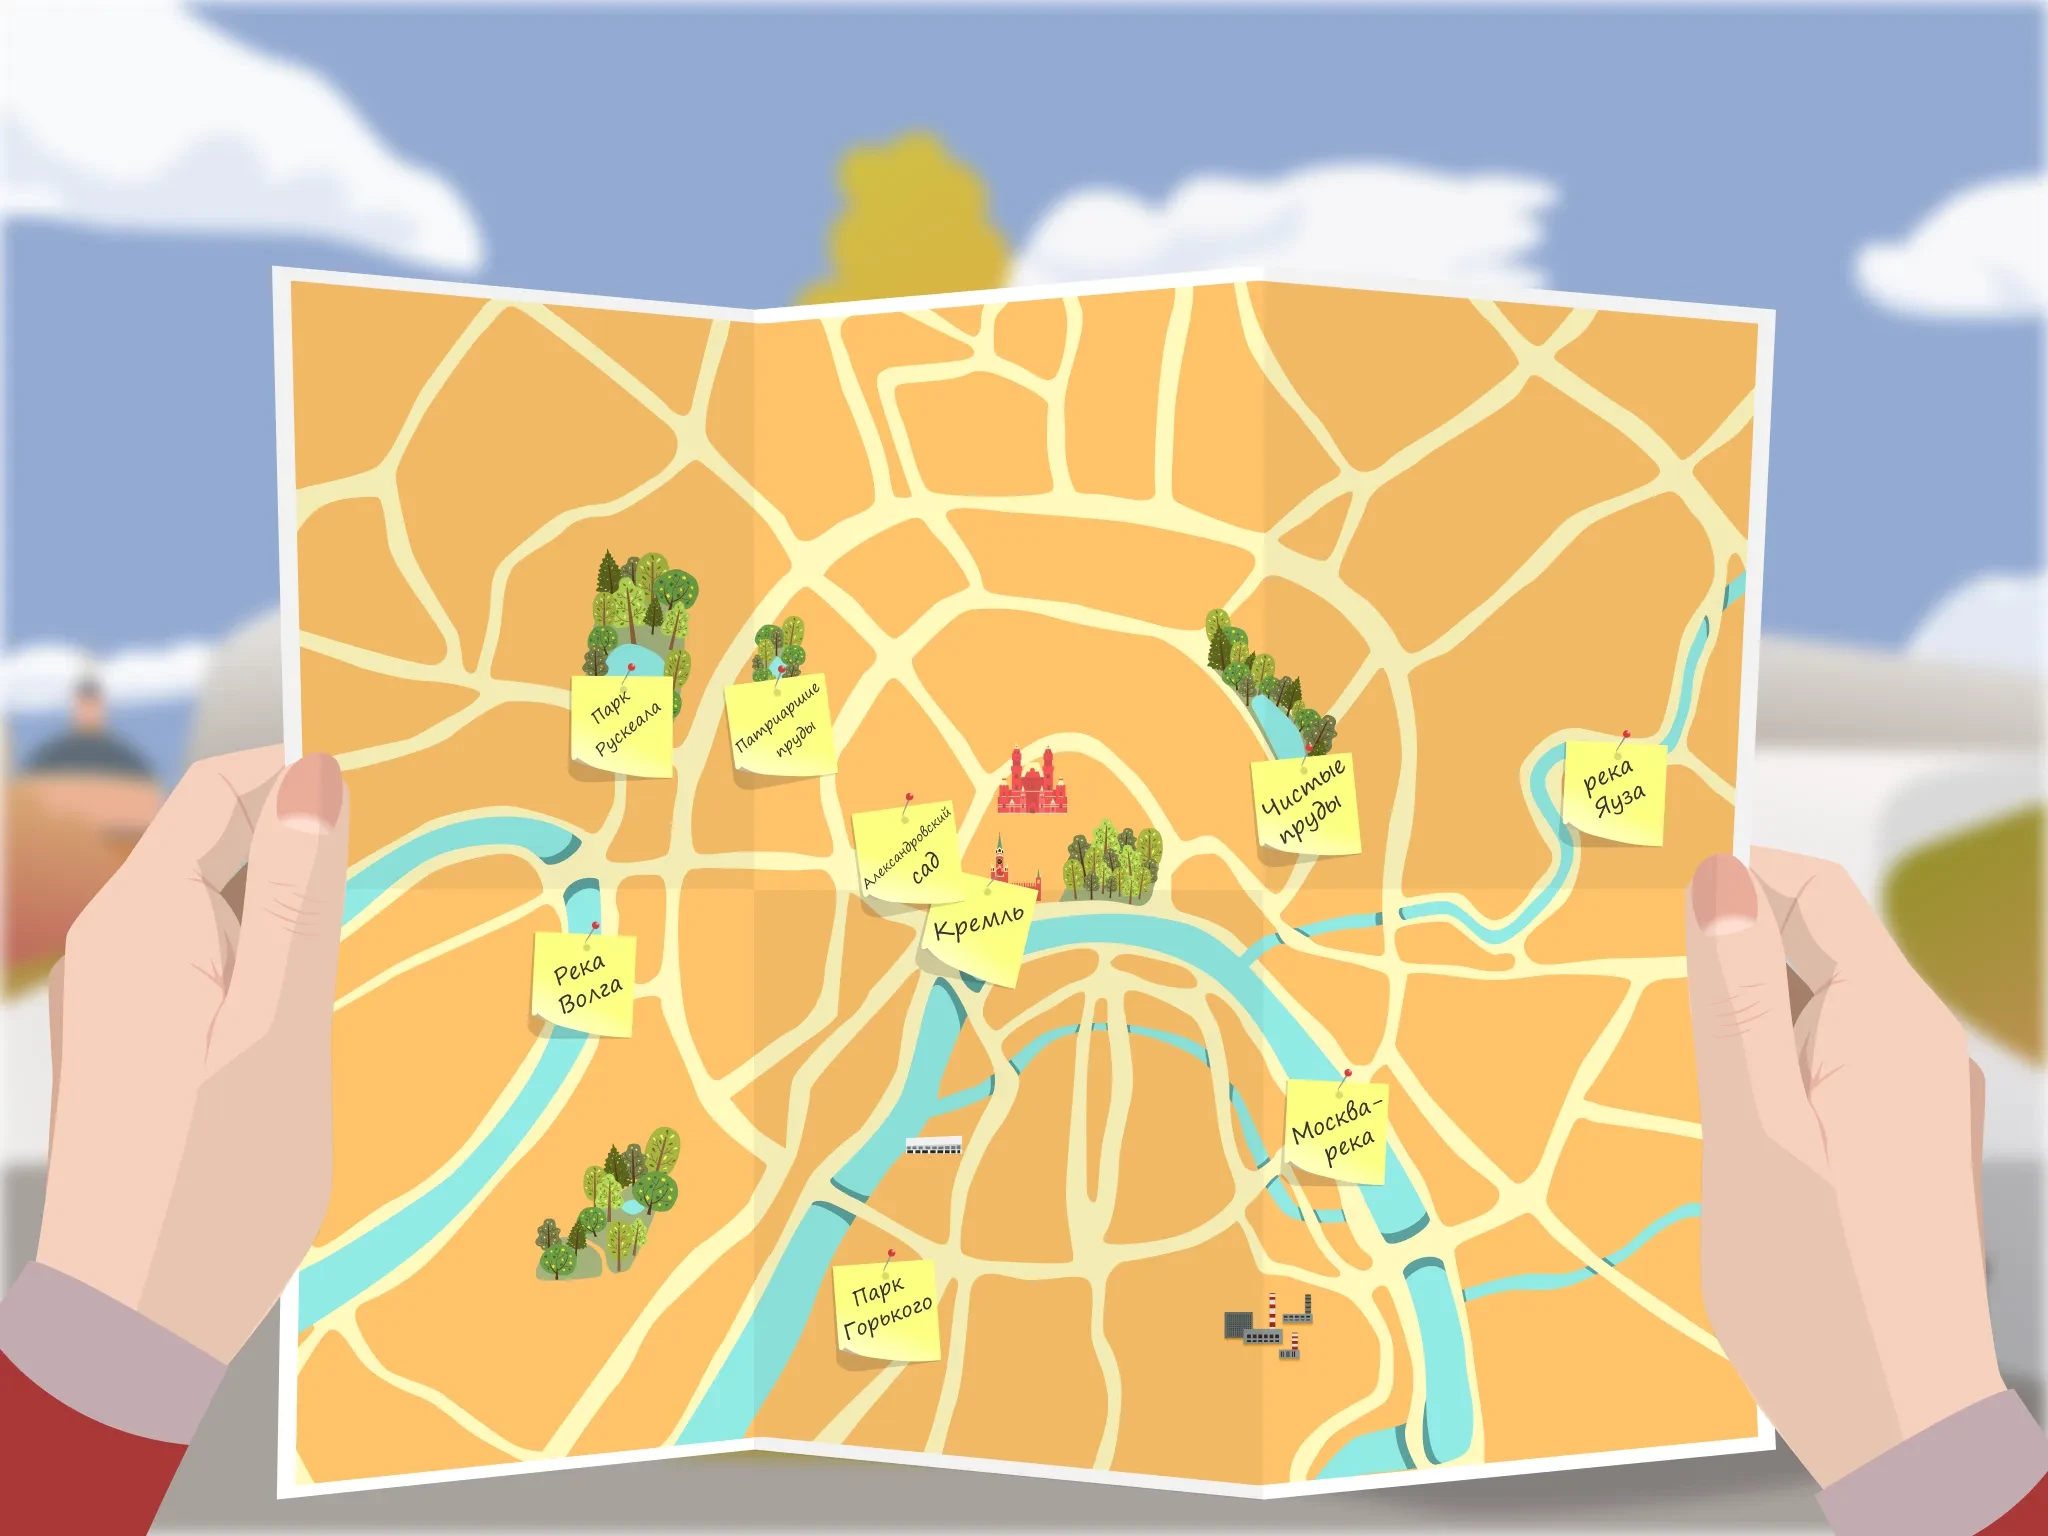 Парк
Рускеала
Патриаршие
пруды
Чистые
пруды
река
Яуза
Александровский
сад
Кремль
Река
Волга
Москва-
река
Парк
Горького